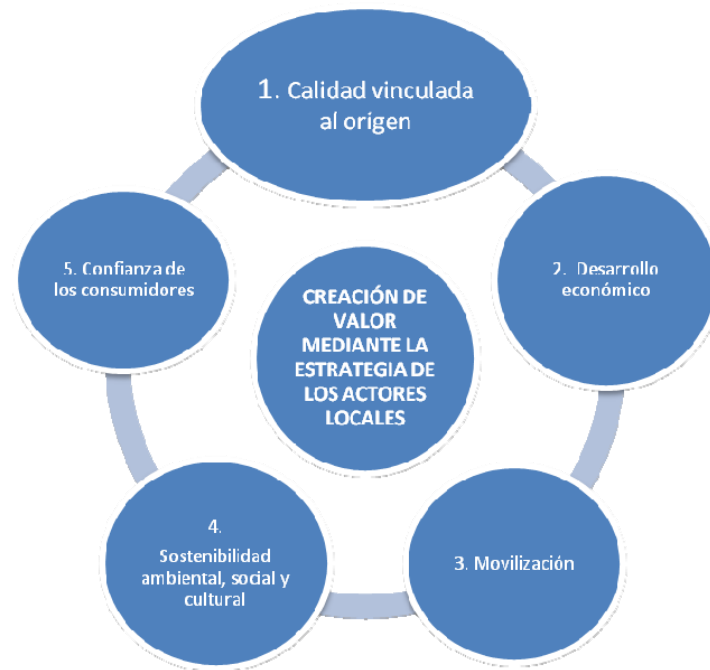 1. Calidad vinculada
al origen
2. Desarrollo
económico
3. Movilización
4.
Sostenibilidad
ambiental, social y
cultural
5. Confianza de
los consumidores
CREACIÓN DE
VALOR
MEDIANTE LA
ESTRATEGIA DE
LOS ACTORES
LOCALES